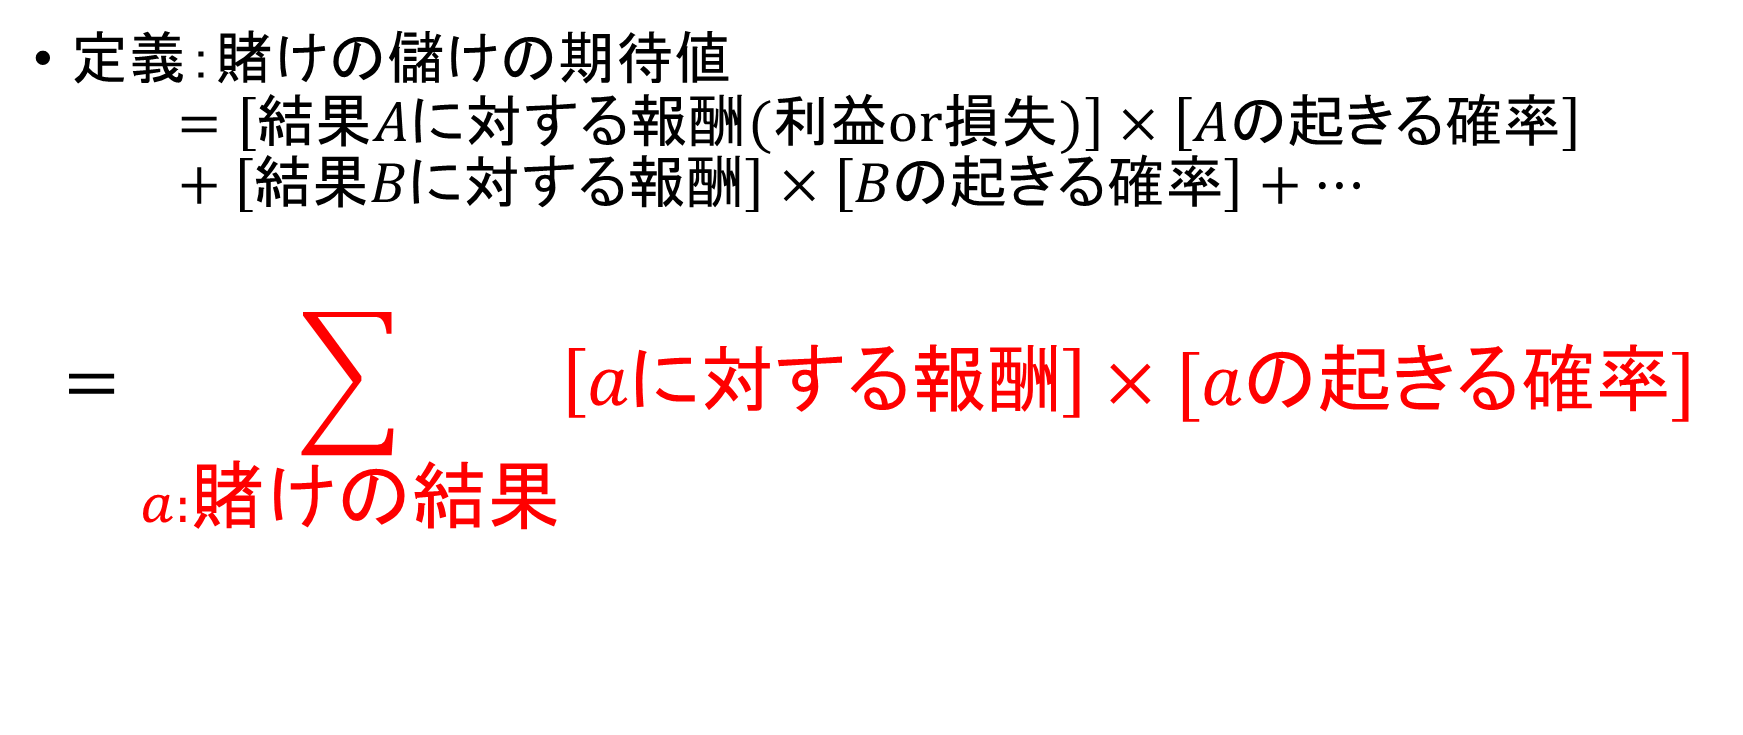 • 定義：賭けの儲けの期待値
= [結果Aに対する報酬(利益or損失)] × [Aの起きる確率]
+ [結果Bに対する報酬] × [Bの起きる確率] + ⋯
= ∑ [aに対する報酬] × [aの起きる確率]
a:賭けの結果